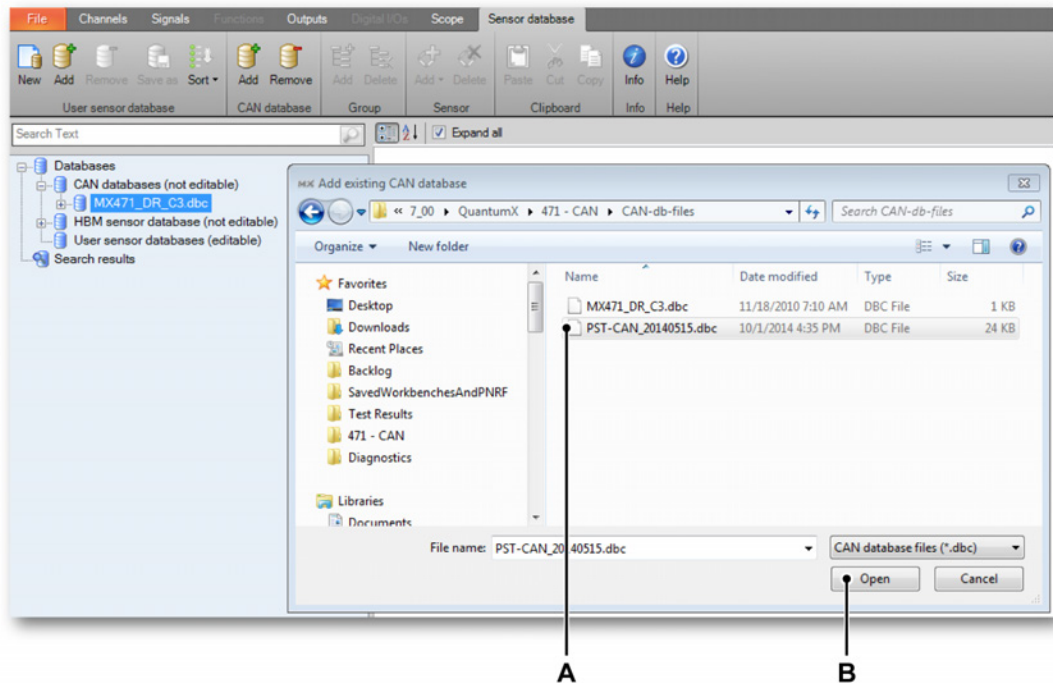 File Channels Signals Functions Outputs Digital I/Os Scope Sensor database
New Add Remove Save as Sort Add Remove Add Delete Add Delete Paste Cut Copy Info Help
User sensor database CAN database Group Sensor Clipboard Info Help
Search Text
Expand all
Databases
CAN databases (not editable)
MX471_DR_C3.dbc
HBM sensor database (not editable)
User sensor databases (editable)
Search results
MX Add existing CAN database
« 7_00 ▸ QuantumX ▸ 471 - CAN ▸ CAN-db-files
Search CAN-db-files
Organize New folder
Favorites
Desktop
Downloads
Recent Places
Backlog
SavedWorkbenchesAndPNRF
Test Results
471 - CAN
Diagnostics
Libraries
Documents
Name Date modified Type Size
MX471_DR_C3.dbc 11/18/2010 7:10 AM DBC File 1 KB
PST-CAN_20140515.dbc 10/1/2014 4:35 PM DBC File 24 KB
File name: PST-CAN_20140515.dbc CAN database files (*.dbc)
Open Cancel
A B